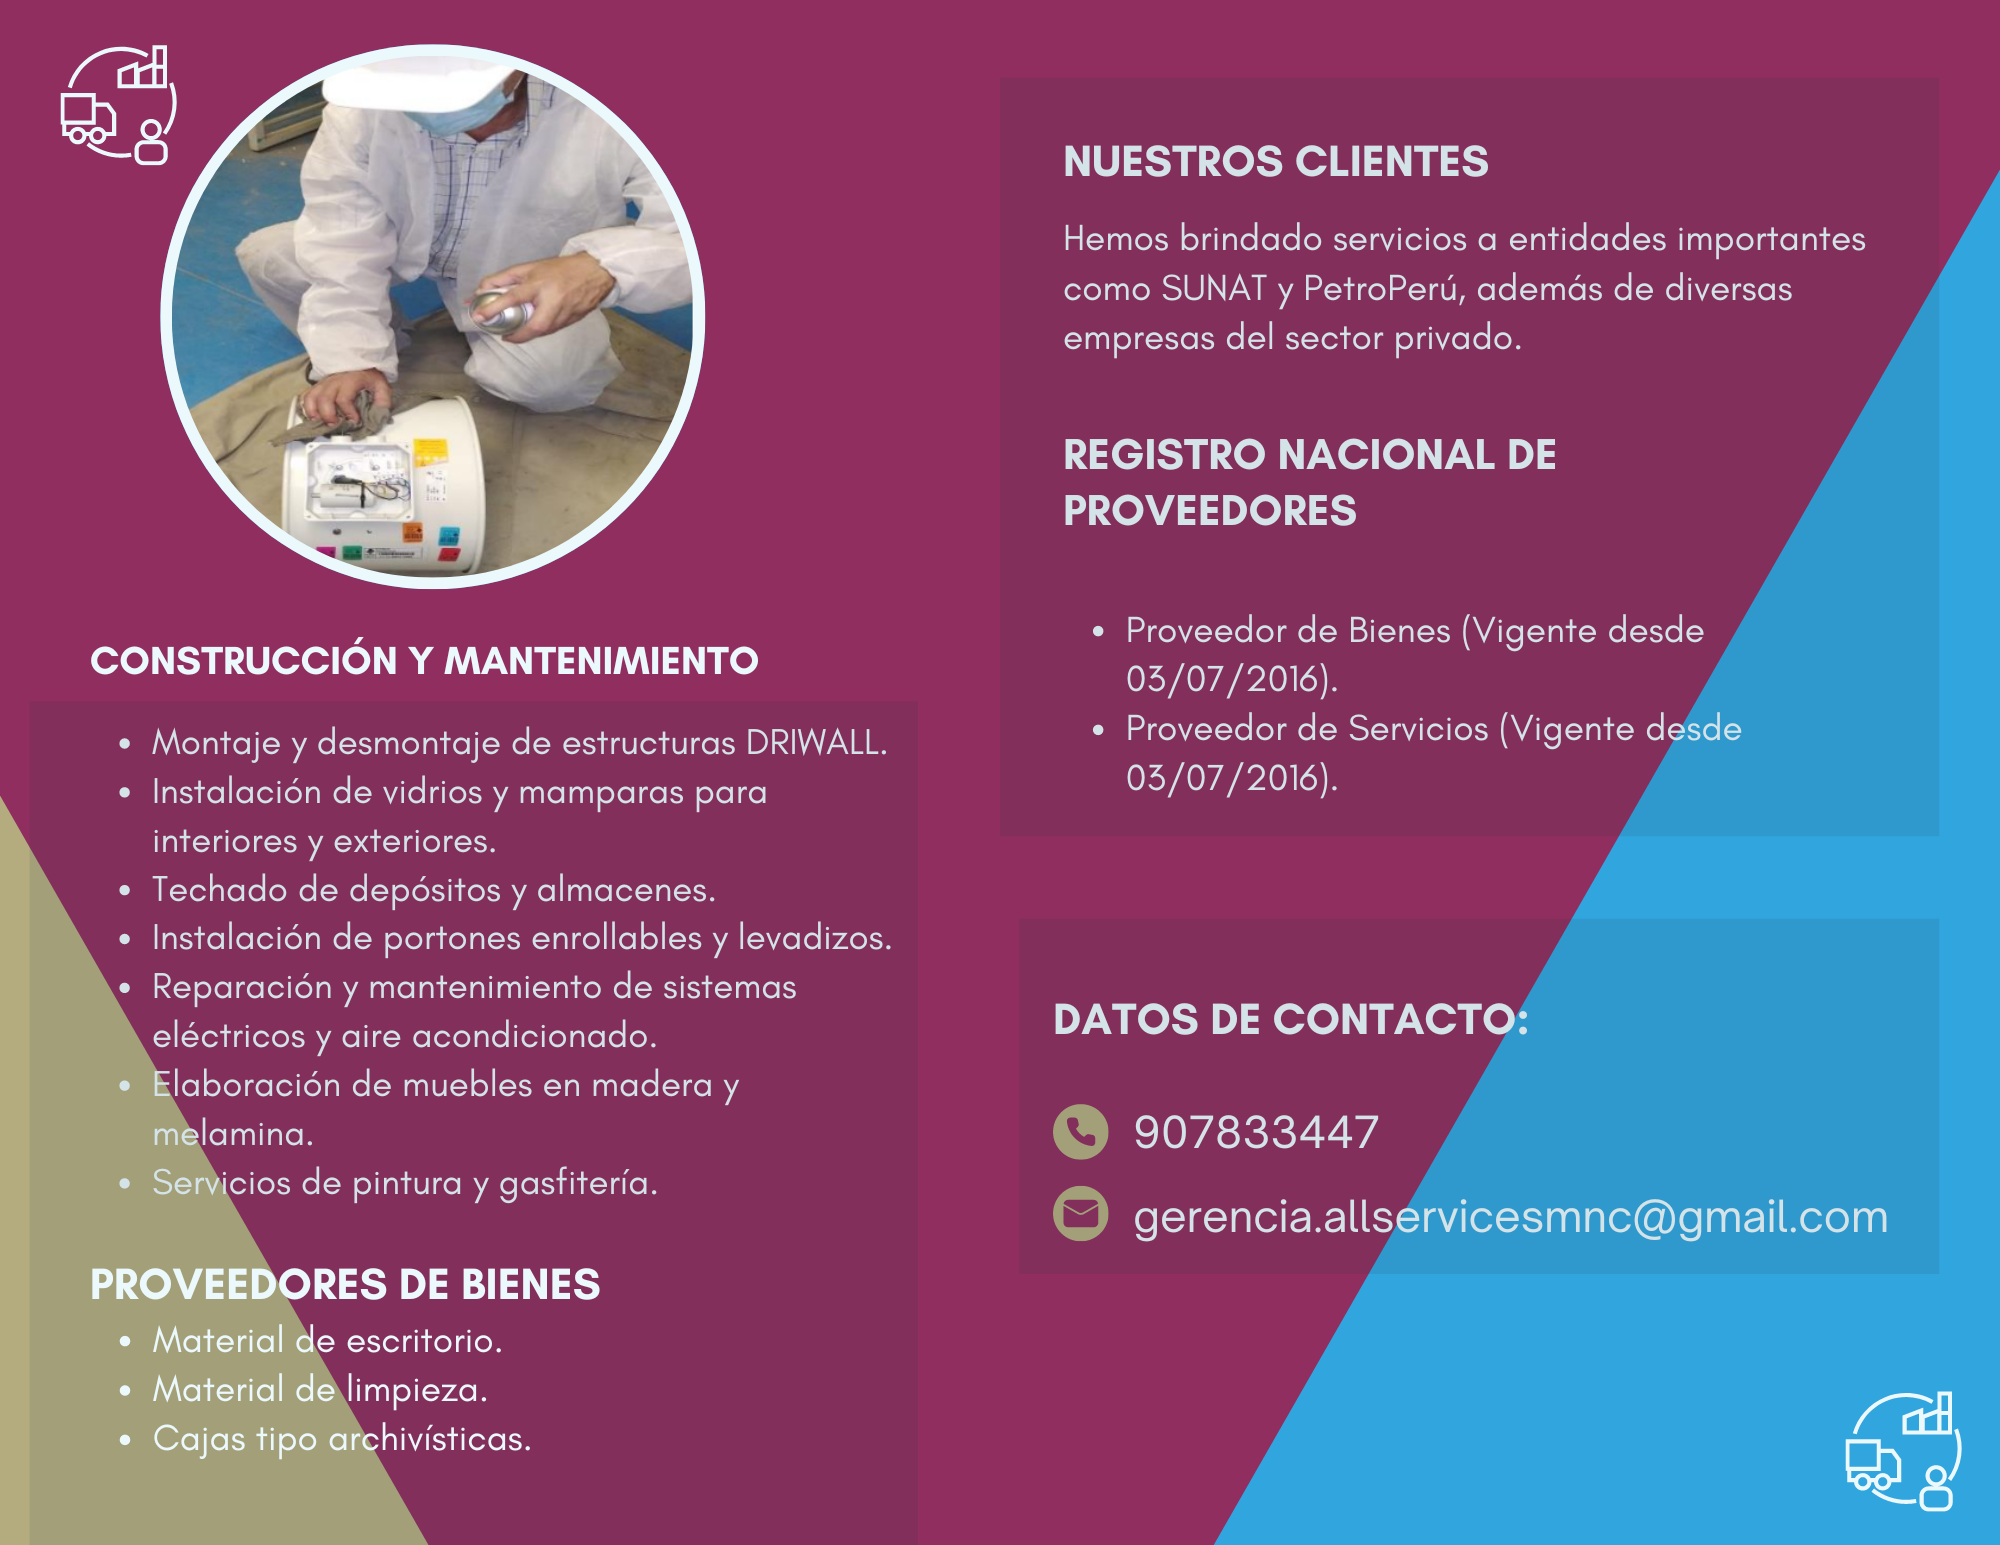 CONSTRUCCIÓN Y MANTENIMIENTO
• Montaje y desmontaje de estructuras DRIWALL.
• Instalación de vidrios y mamparas para
interiores y exteriores.
• Techado de depósitos y almacenes.
• Instalación de portones enrollables y levadizos.
• Reparación y mantenimiento de sistemas
eléctricos y aire acondicionado.
• Elaboración de muebles en madera y
melamina.
• Servicios de pintura y gasfitería.
PROVEEDORES DE BIENES
• Material de escritorio.
• Material de limpieza.
• Cajas tipo archivísticas.
NUESTROS CLIENTES
Hemos brindado servicios a entidades importantes
como SUNAT y PetroPerú, además de diversas
empresas del sector privado.
REGISTRO NACIONAL DE
PROVEEDORES
• Proveedor de Bienes (Vigente desde
03/07/2016).
• Proveedor de Servicios (Vigente desde
03/07/2016).
DATOS DE CONTACTO:
907833447
gerencia.allservicesmnc@gmail.com